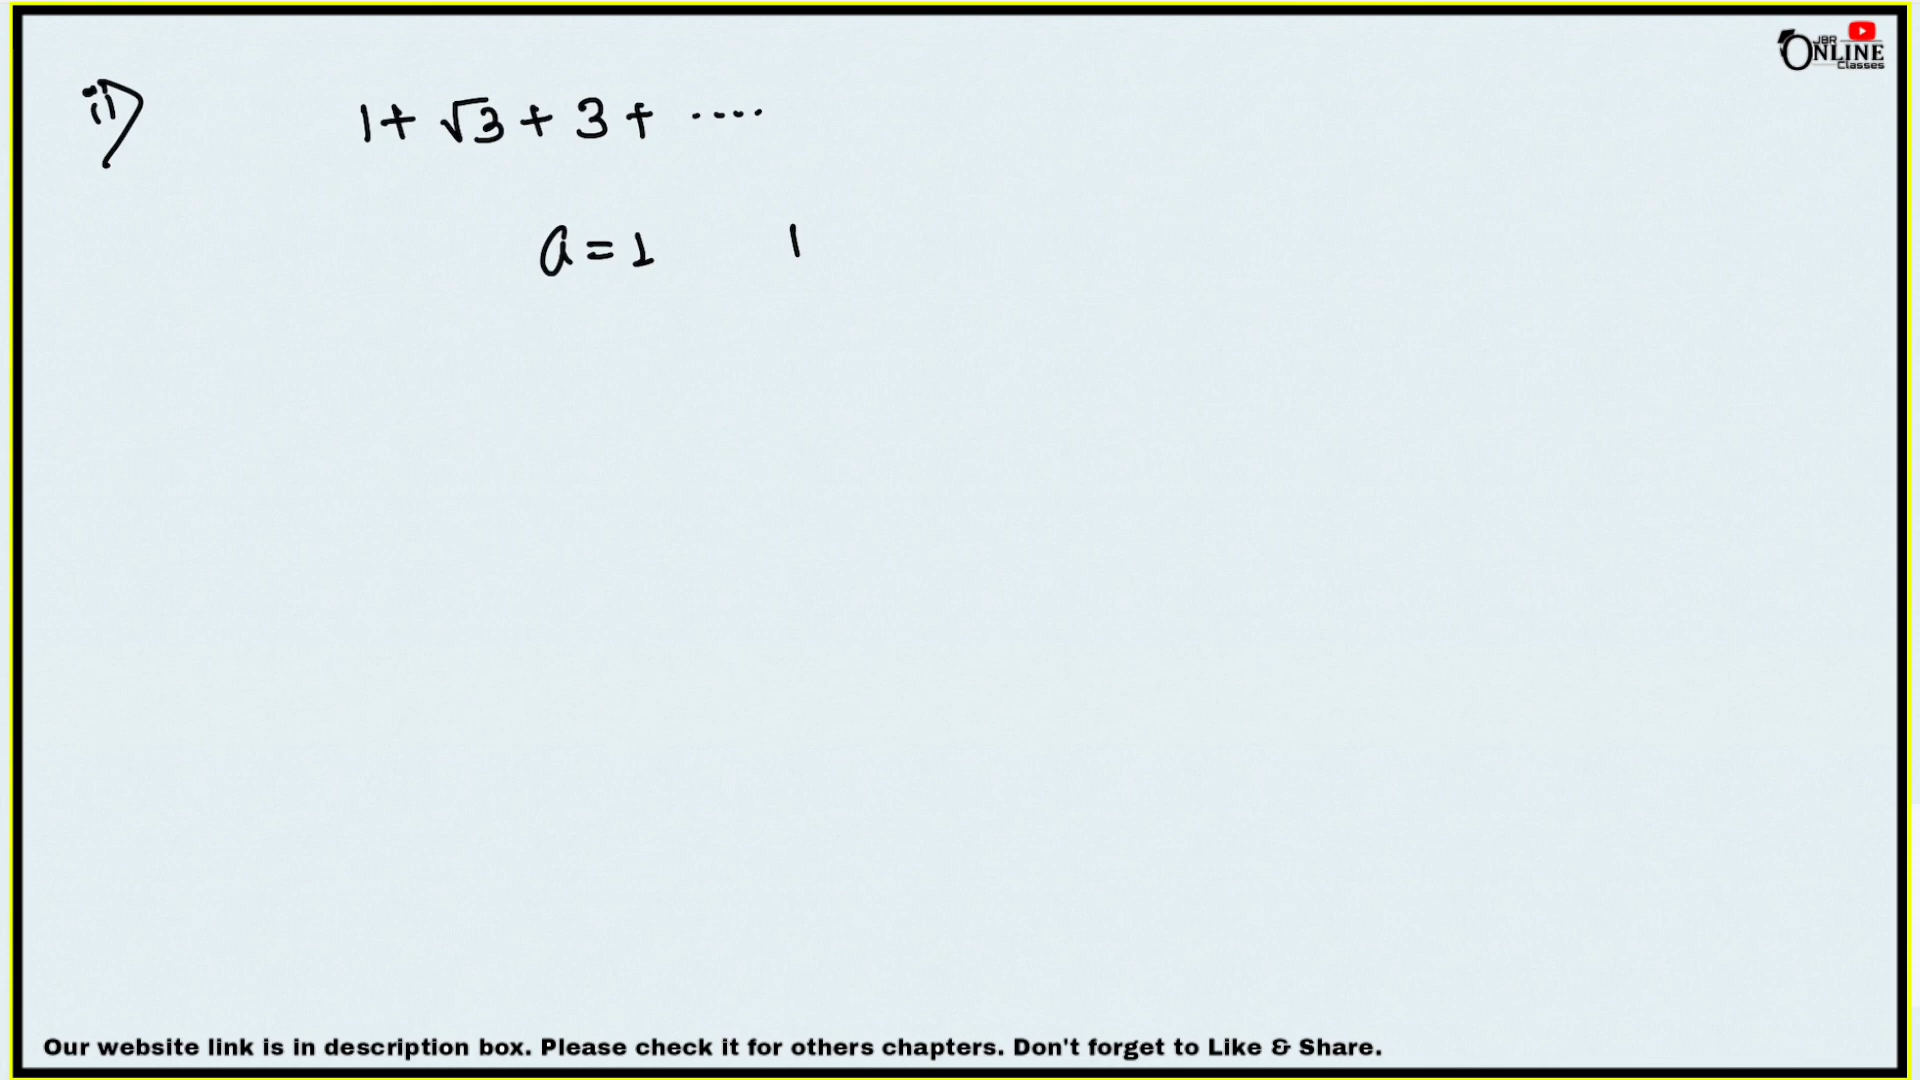 JBR
ONLINE
Classes
ii) 1 + √3 + 3 + ....
a = 1 1
Our website link is in description box. Please check it for others chapters. Don't forget to Like & Share.